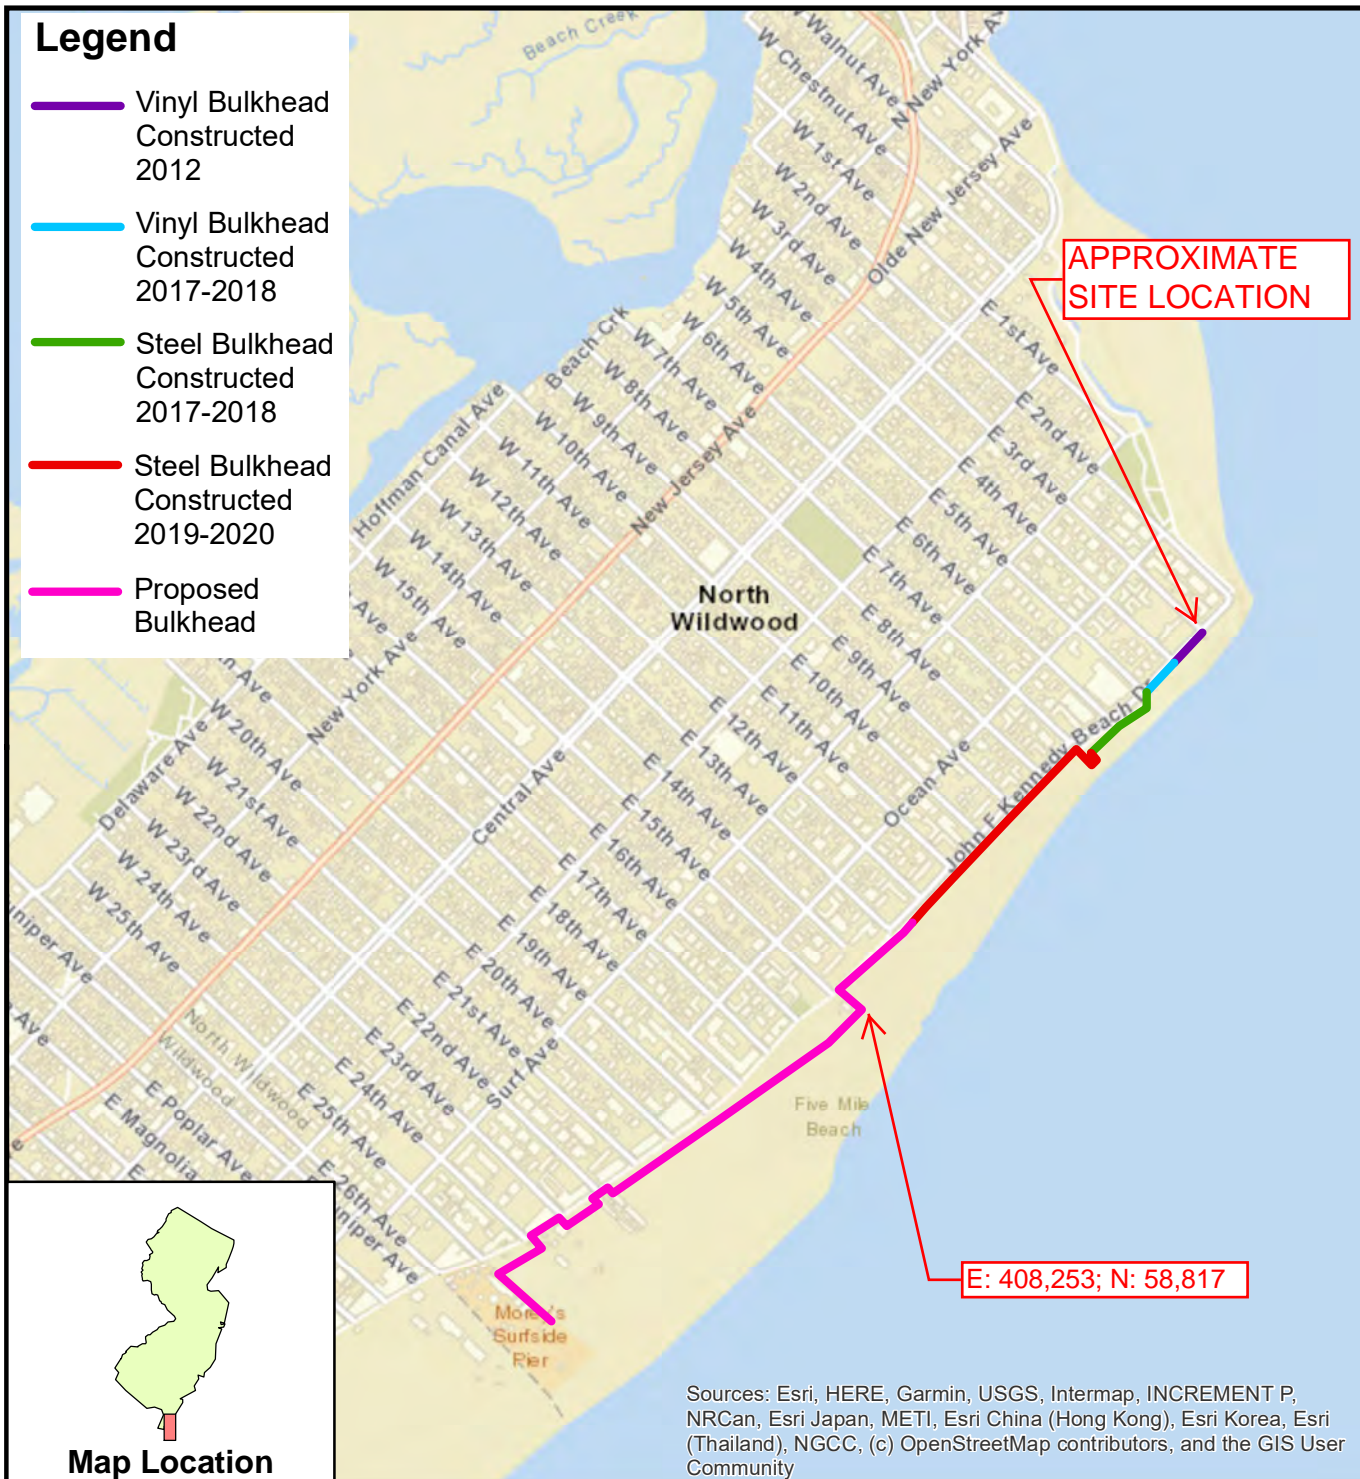 Legend
Vinyl Bulkhead
Constructed
2012
Vinyl Bulkhead
Constructed
2017-2018
Steel Bulkhead
Constructed
2017-2018
Steel Bulkhead
Constructed
2019-2020
Proposed
Bulkhead
APPROXIMATE
SITE LOCATION
Beach Creek
W Walnut Ave
W Chestnut Ave
N New York Av
W 1st Ave
W 2nd Ave
W 3rd Ave
W 4th Ave
W 5th Ave
W 6th Ave
W 7th Ave
W 8th Ave
W 9th Ave
W 10th Ave
W 11th Ave
W 12th Ave
W 13th Ave
W 14th Ave
W 15th Ave
Olde New Jersey Ave
Beach Crk
Hoffman Canal Ave
New Jersey Ave
E 1st Ave
E 2nd Ave
E 3rd Ave
E 4th Ave
E 5th Ave
E 6th Ave
E 7th Ave
E 8th Ave
E 9th Ave
E 10th Ave
E 11th Ave
E 12th Ave
E 13th Ave
E 14th Ave
E 15th Ave
E 16th Ave
E 17th Ave
E 18th Ave
E 19th Ave
E 20th Ave
E 21st Ave
E 22nd Ave
E 23rd Ave
E 24th Ave
E 25th Ave
E 26th Ave
North
Wildwood
New York Ave
Central Ave
Ocean Ave
John F Kennedy Beach Dr
Surf Ave
Delaware Ave
W 20th Ave
W 21st Ave
W 22nd Ave
W 23rd Ave
W 24th Ave
W 25th Ave
uniper Ave
North Wildwood
Wildwood
E Poplar Ave
E Magnolia
uniper Ave
Five Mile
Beach
Morey's
Surfside
Pier
E: 408,253; N: 58,817
Map Location
Sources: Esri, HERE, Garmin, USGS, Intermap, INCREMENT P,
NRCan, Esri Japan, METI, Esri China (Hong Kong), Esri Korea, Esri
(Thailand), NGCC, (c) OpenStreetMap contributors, and the GIS User
Community